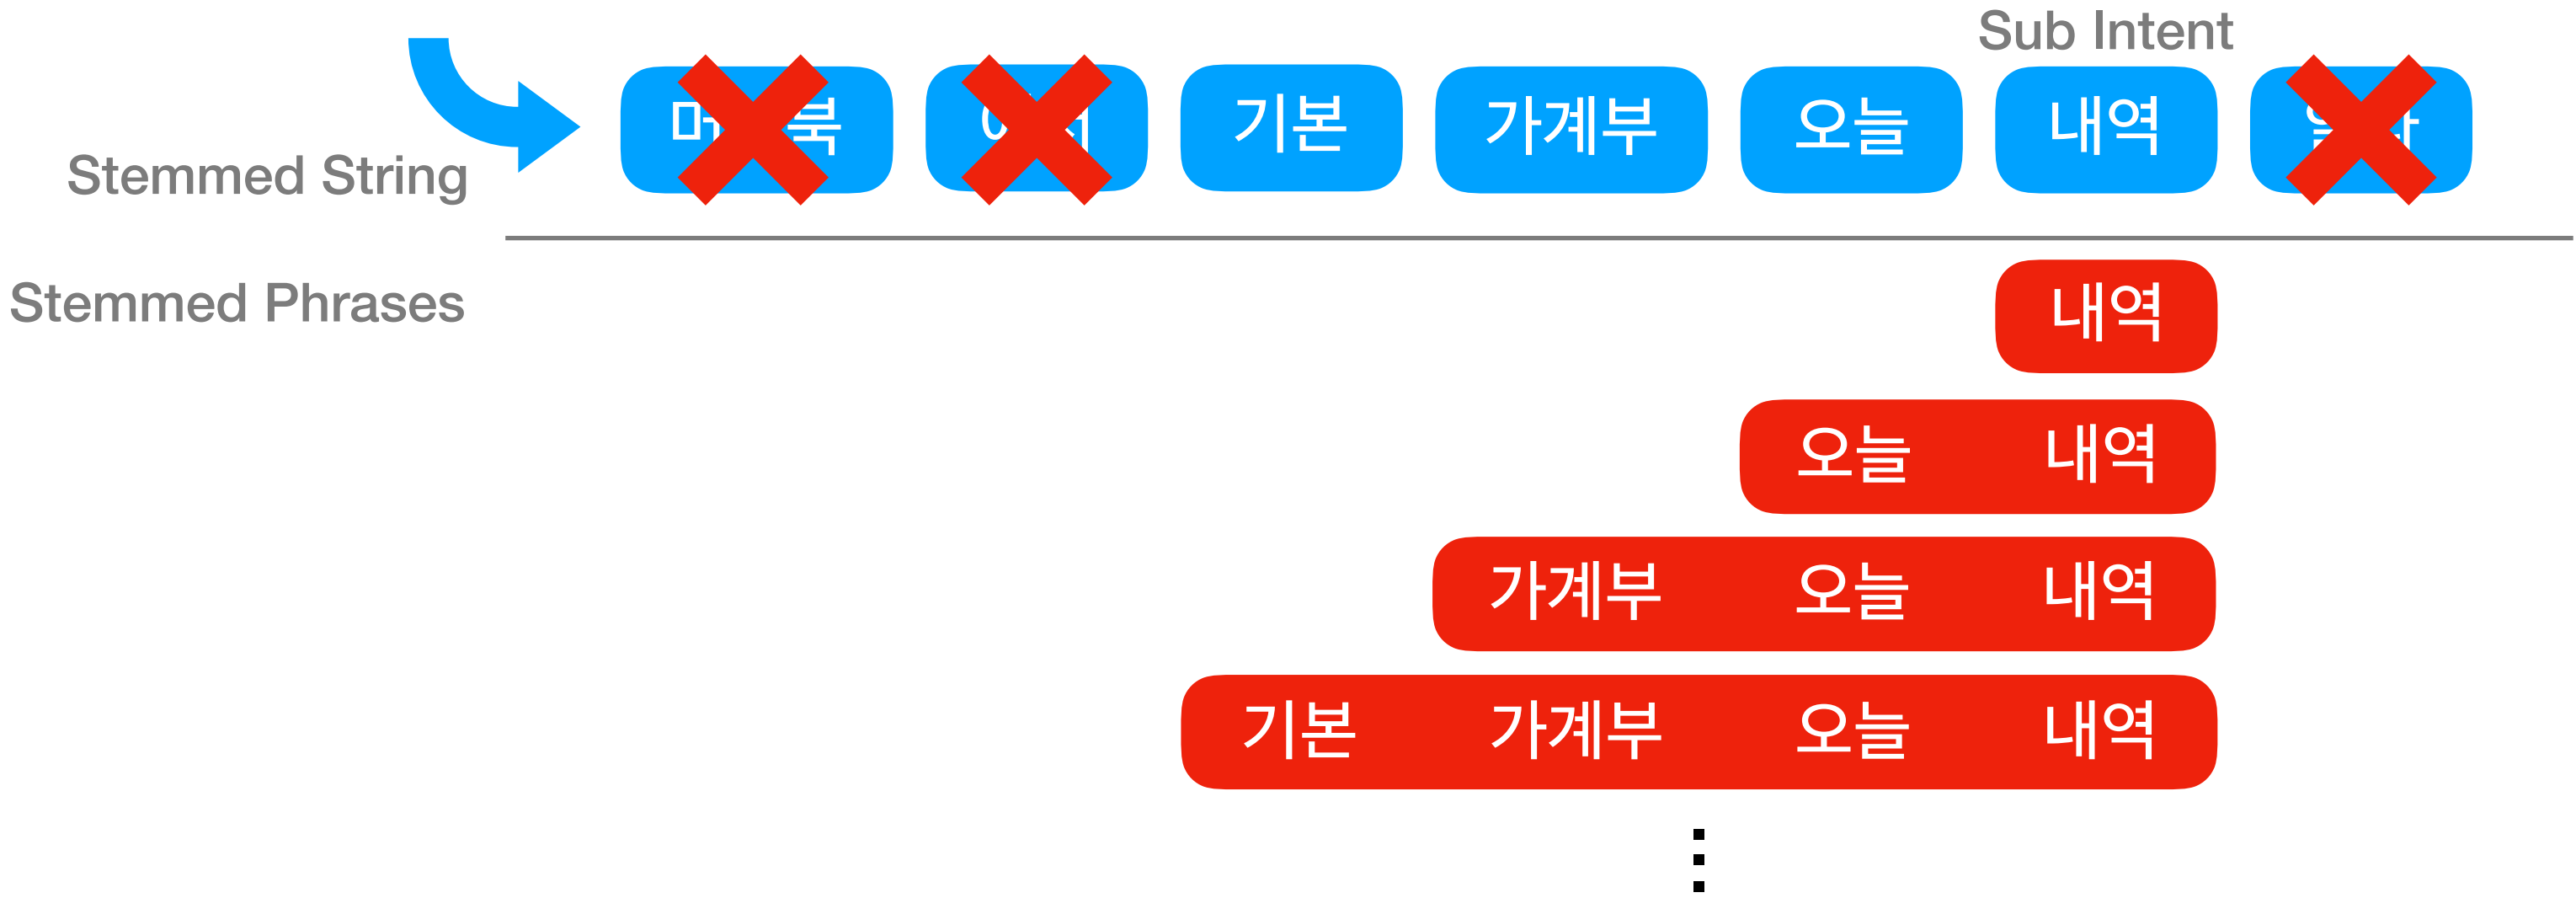 Sub Intent
Stemmed String 기본 가계부 오늘 내역
Stemmed Phrases
내역
오늘 내역
가계부 오늘 내역
기본 가계부 오늘 내역